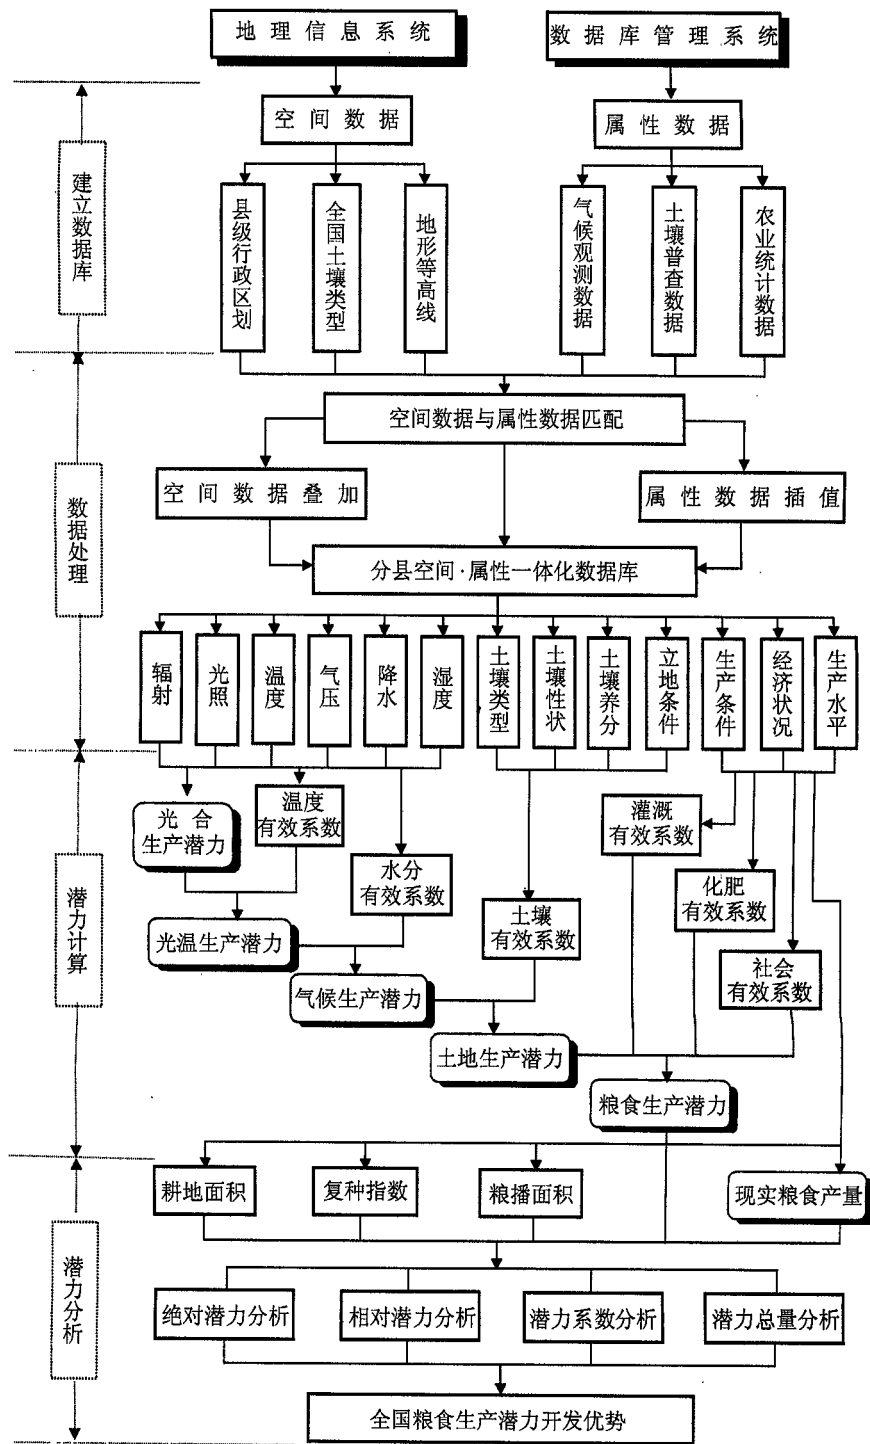 地理信息系统
数据库管理系统
空间数据
属性数据
建立数据库
县级行政区划
全国土壤类型
地形等高线
气候观测数据
土壤普查数据
农业统计数据
空间数据与属性数据匹配
数据处理
空间数据叠加
属性数据插值
分县空间·属性一体化数据库
辐射
光照
温度
气压
降水
湿度
土壤类型
土壤性状
土壤养分
立地条件
生产条件
经济状况
生产水平
潜力计算
光合
生产潜力
温度
有效系数
灌溉
有效系数
水分
有效系数
化肥
有效系数
土壤
有效系数
光温生产潜力
社会
有效系数
气候生产潜力
土地生产潜力
粮食生产潜力
潜力分析
耕地面积
复种指数
粮播面积
现实粮食产量
绝对潜力分析
相对潜力分析
潜力系数分析
潜力总量分析
全国粮食生产潜力开发优势